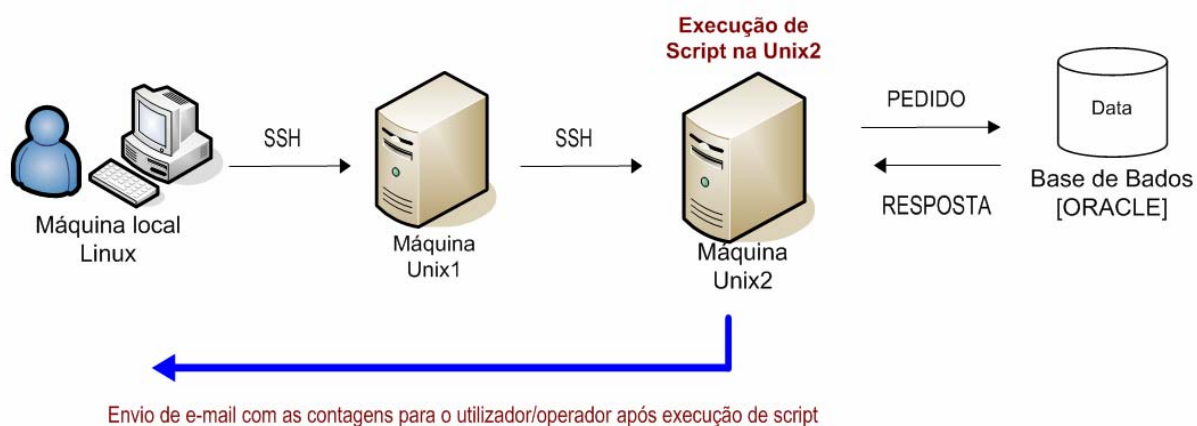 Execução de
Script na Unix2
PEDIDO
Data
SSH
SSH
RESPOSTA
Base de Bados
[ORACLE]
Máquina local
Linux
Máquina
Unix1
Máquina
Unix2
Envio de e-mail com as contagens para o utilizador/operador após execução de script